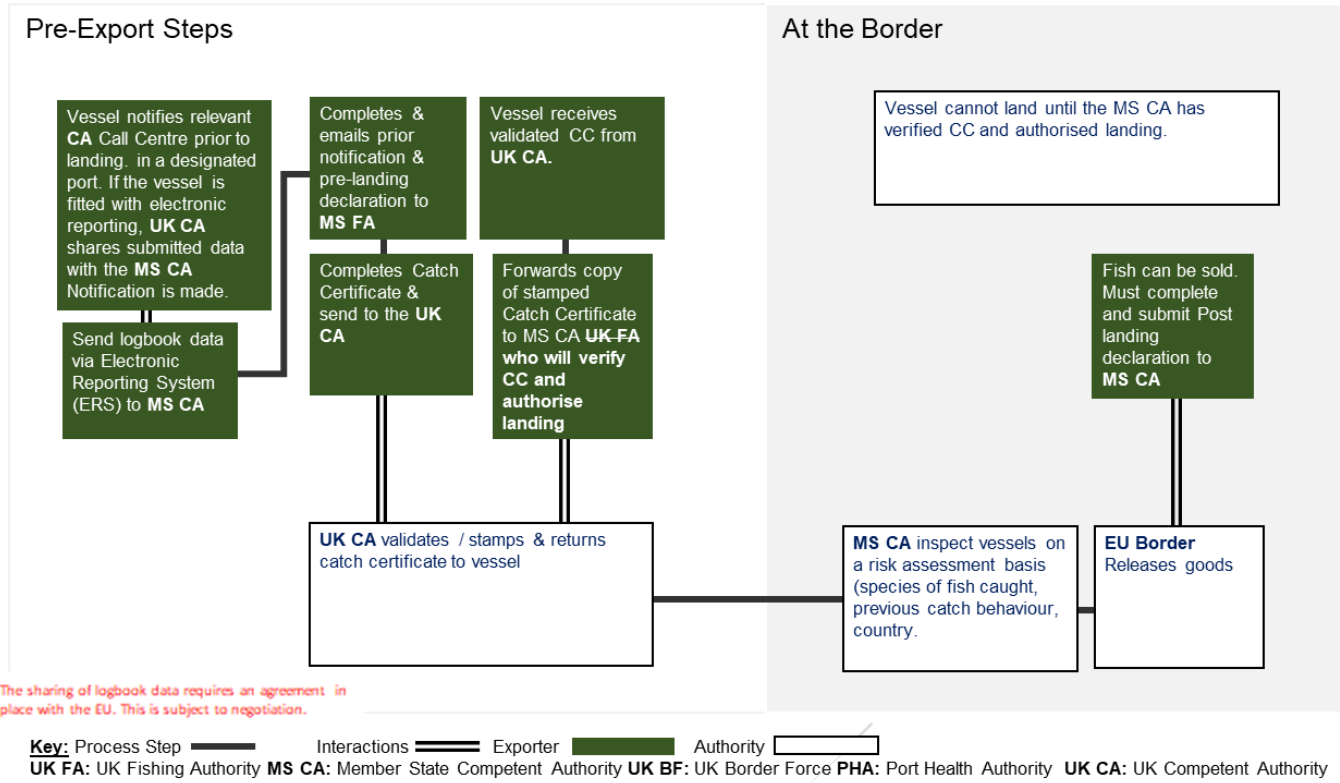 Pre-Export Steps
At the Border
Vessel notifies relevant
CA Call Centre prior to
landing. in a designated
port. If the vessel is
fitted with electronic
reporting, UK CA
shares submitted data
with the MS CA
Notification is made.
Send logbook data
via Electronic
Reporting System
(ERS) to MS CA
Completes &
emails prior
notification &
pre-landing
declaration to
MS FA
Completes Catch
Certificate &
send to the UK
CA
Vessel receives
validated CC from
UK CA.
Forwards copy
of stamped
Catch Certificate
to MS CA UK FA
who will verify
CC and
authorise
landing
UK CA validates / stamps & returns
catch certificate to vessel
Vessel cannot land until the MS CA has
verified CC and authorised landing.
MS CA inspect vessels on
a risk assessment basis
(species of fish caught,
previous catch behaviour,
country.
EU Border
Releases goods
Fish can be sold.
Must complete
and submit Post
landing
declaration to
MS CA
The sharing of logbook data requires an agreement in
place with the EU. This is subject to negotiation.
Key: Process Step Interactions Exporter Authority
UK FA: UK Fishing Authority MS CA: Member State Competent Authority UK BF: UK Border Force PHA: Port Health Authority UK CA: UK Competent Authority